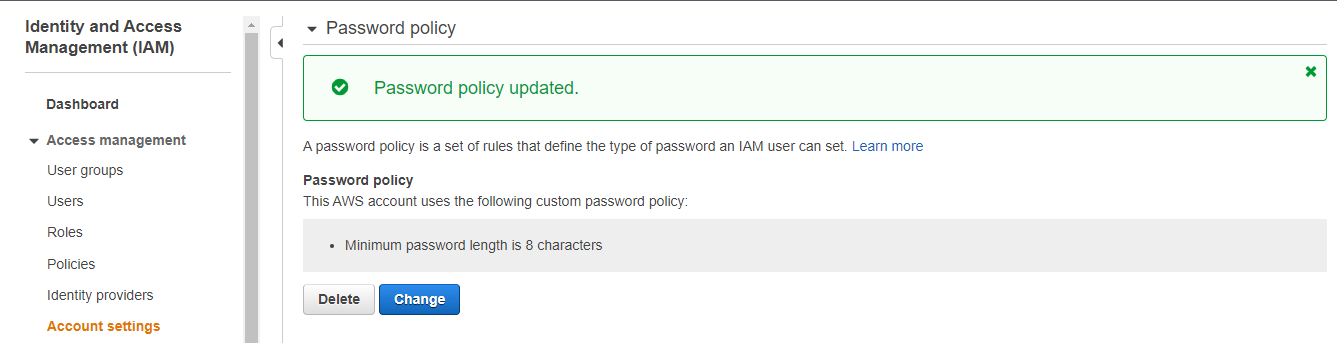 Identity and Access
Management (IAM)
Dashboard
Access management
User groups
Users
Roles
Policies
Identity providers
Account settings
Password policy
Password policy updated.
A password policy is a set of rules that define the type of password an IAM user can set. Learn more
Password policy
This AWS account uses the following custom password policy:
• Minimum password length is 8 characters
Delete
Change